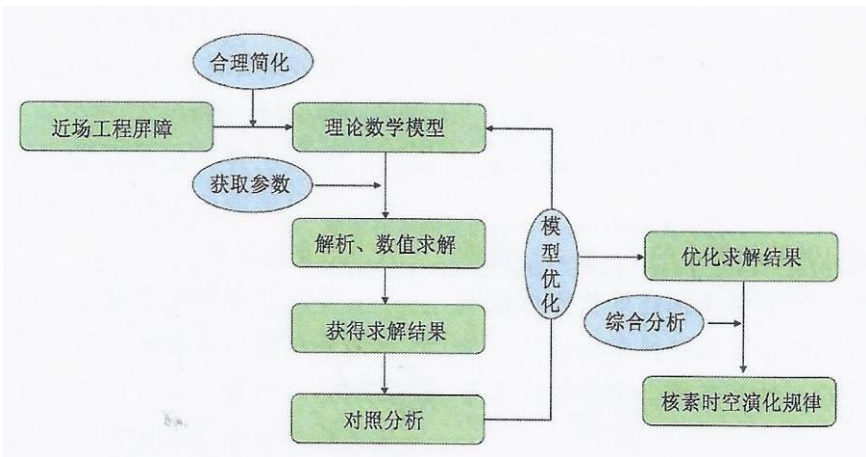 合理简化
近场工程屏障
理论数学模型
获取参数
解析、数值求解
模型优化
优化求解结果
获得求解结果
综合分析
对照分析
核素时空演化规律